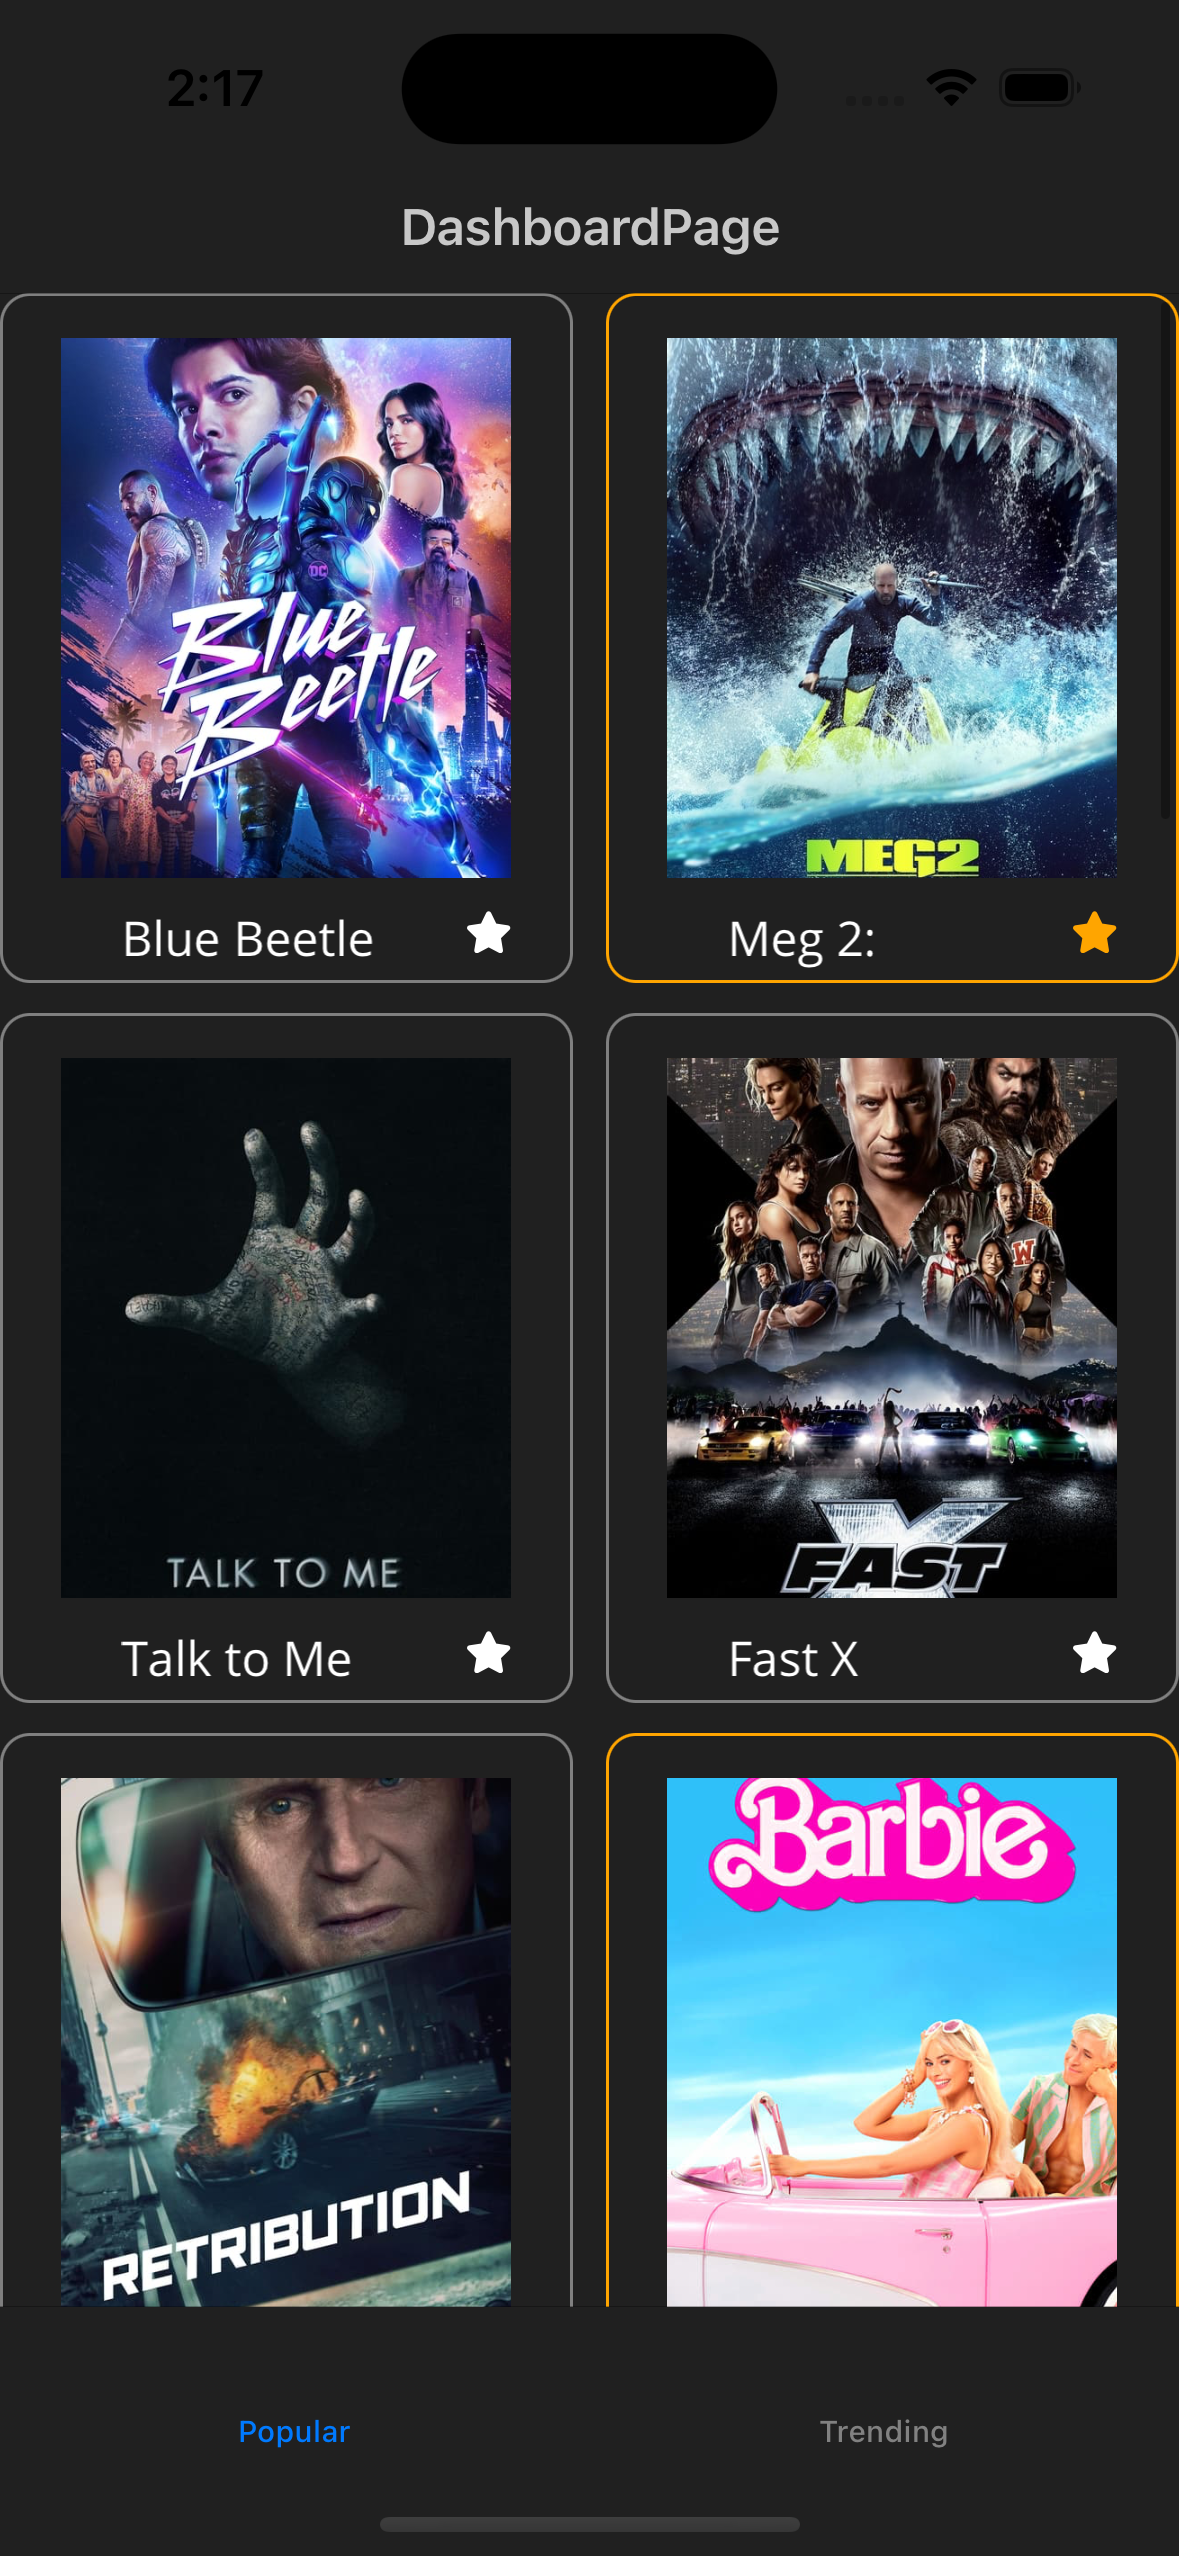 2:17
DashboardPage
DC
Blue
Beetle
MEG2
Blue Beetle
Meg 2:
W
TALK TO ME
X
FAST
Talk to Me
Fast X
Barbie
RETRIBUTION
Popular
Trending